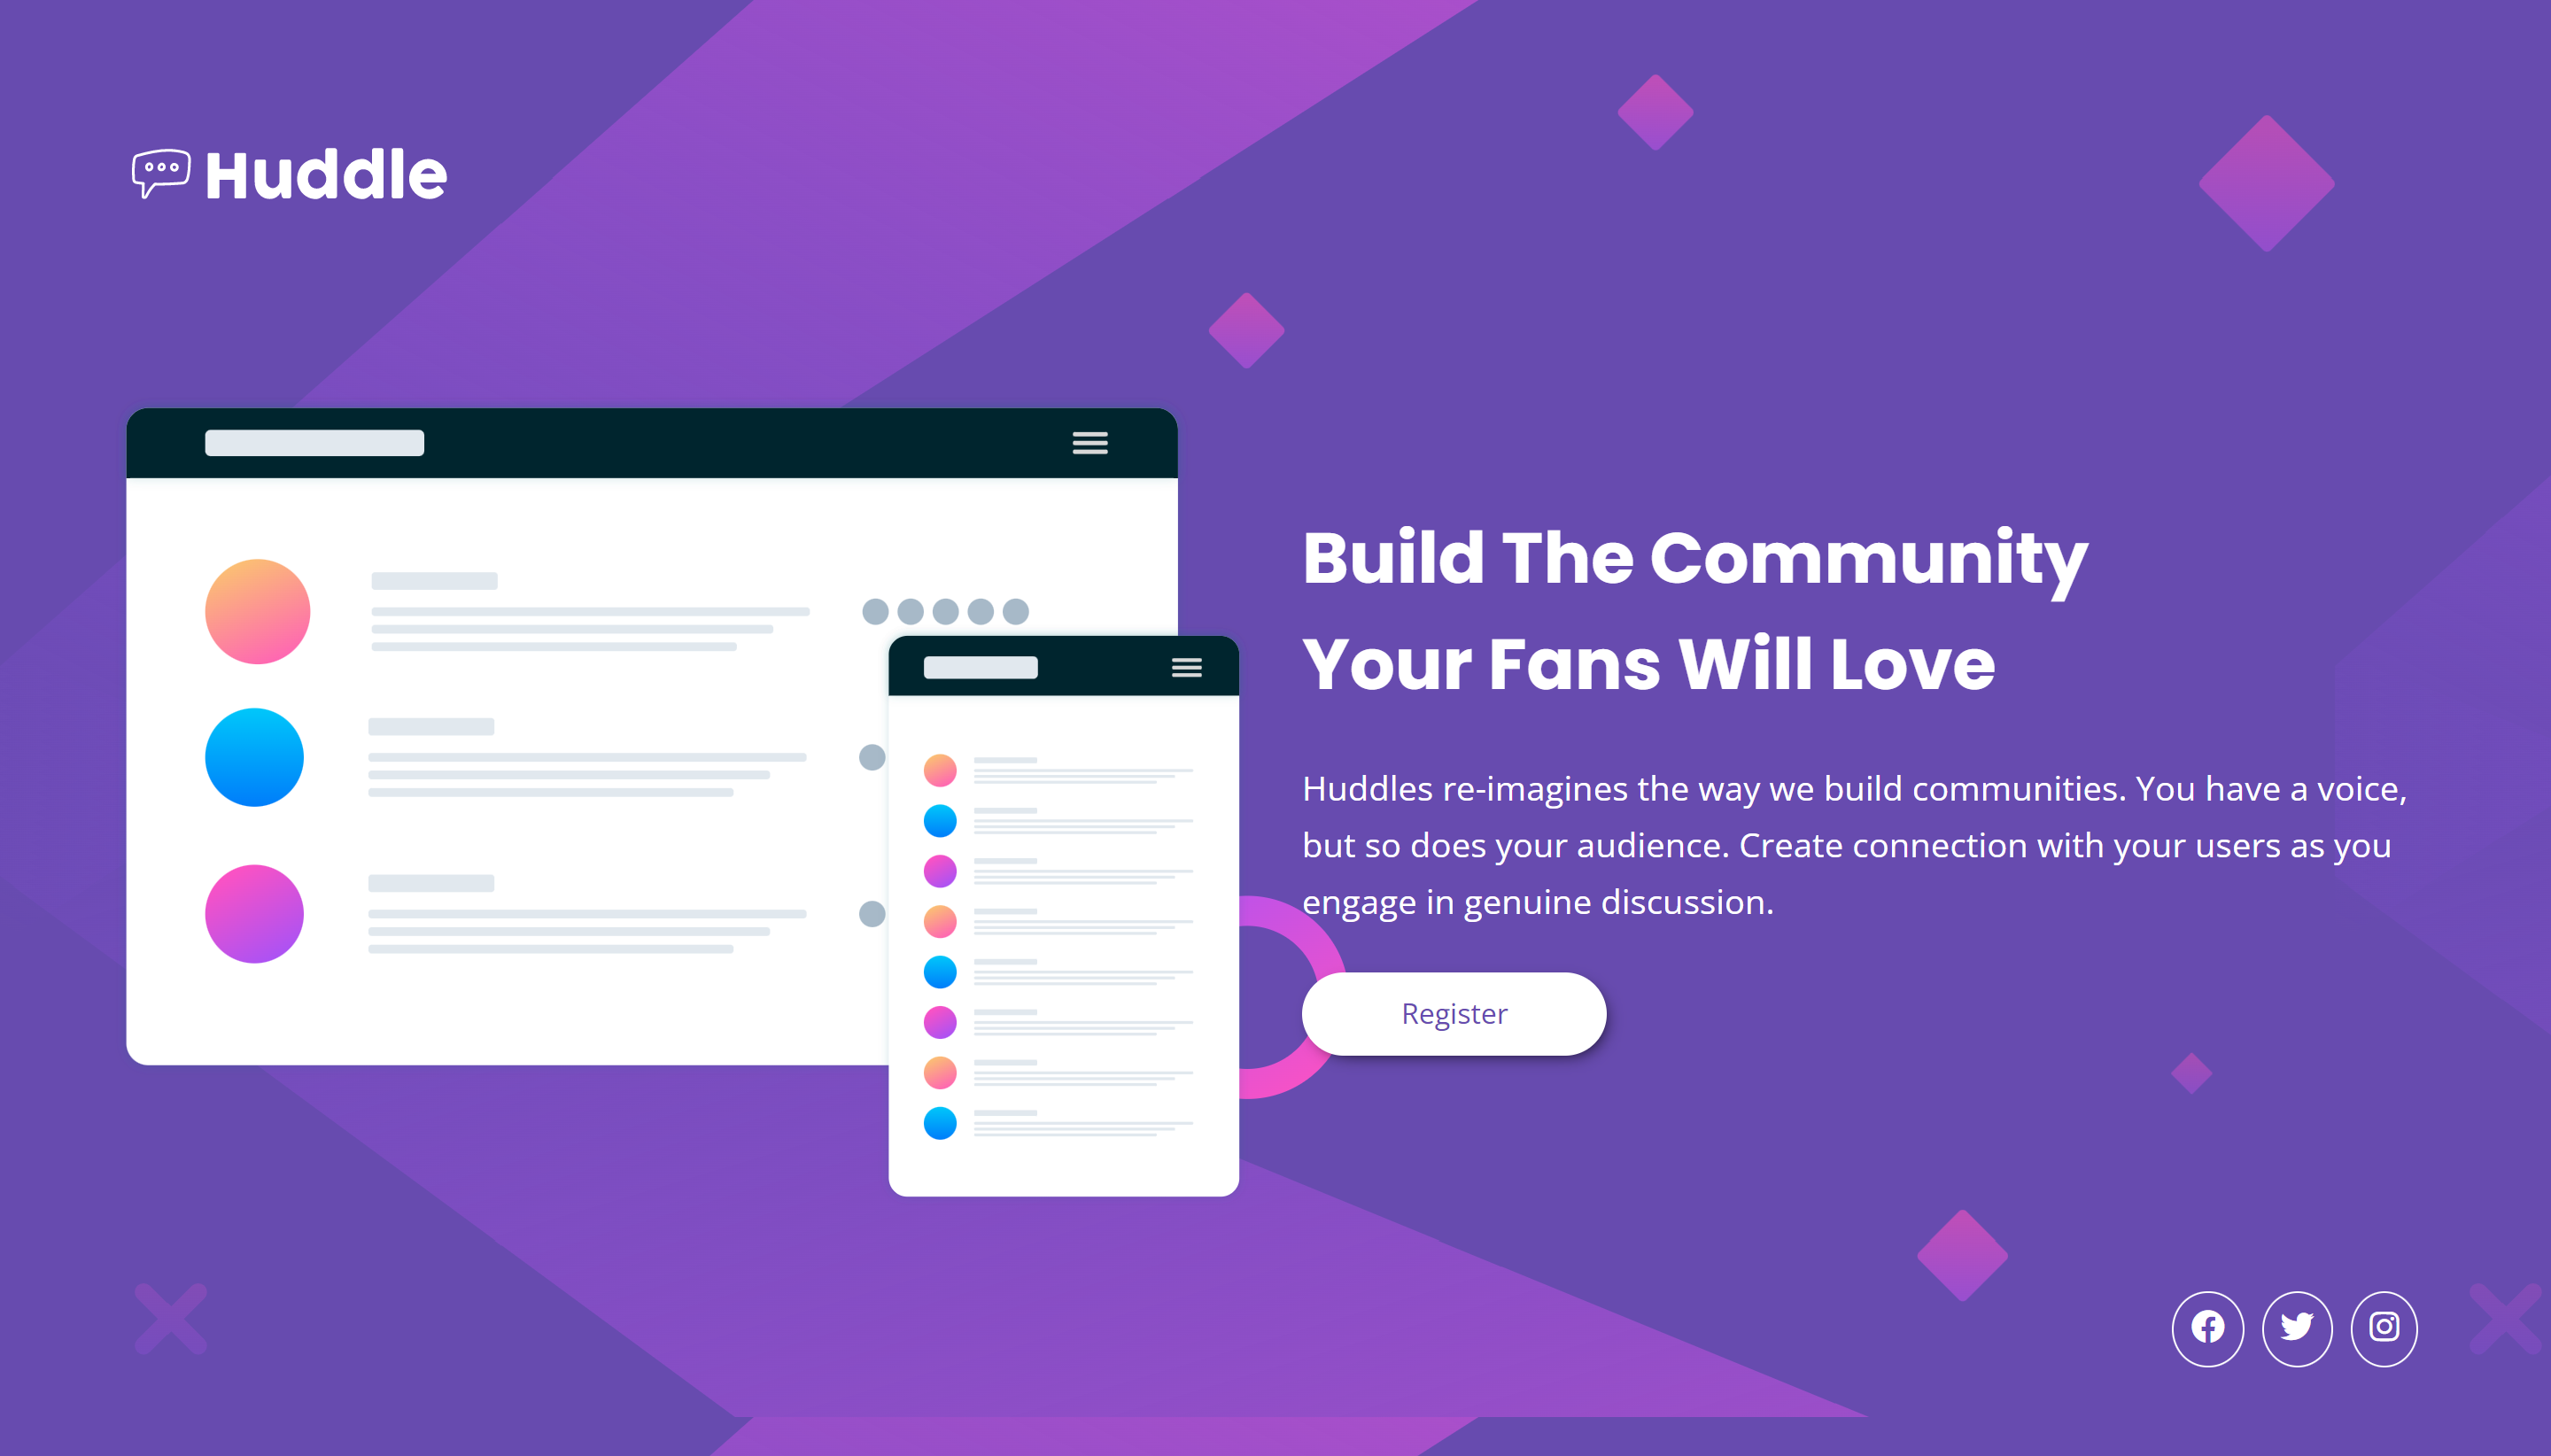 Huddle
Build The Community
Your Fans Will Love
Huddles re-imagines the way we build communities. You have a voice,
but so does your audience. Create connection with your users as you
engage in genuine discussion.
Register